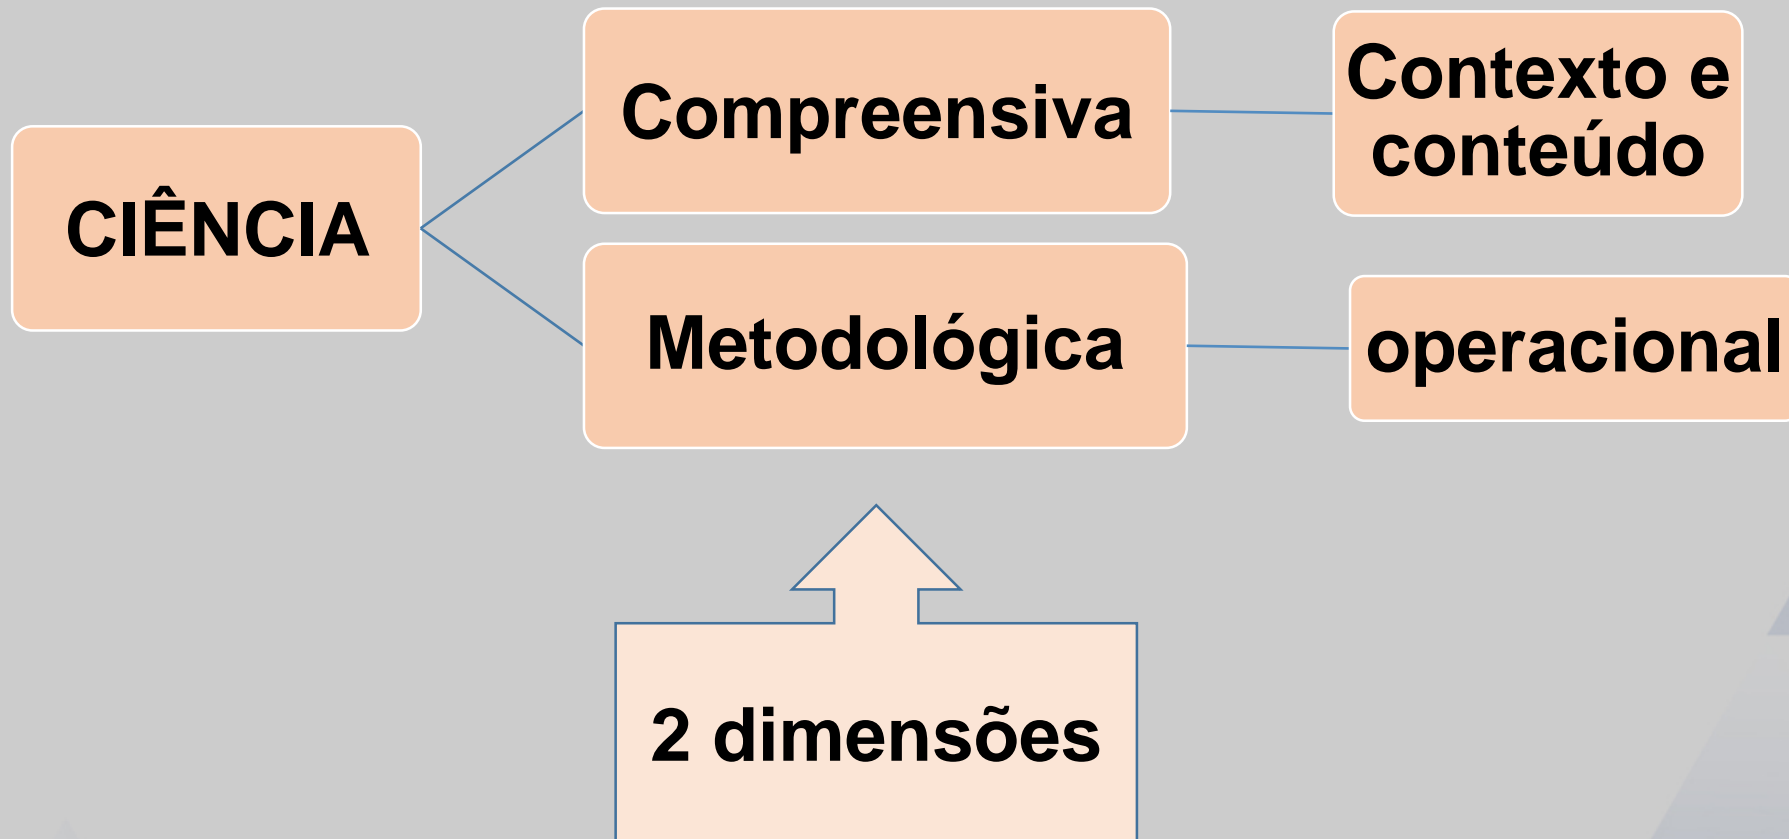 CIÊNCIA
Compreensiva
Contexto e
conteúdo
Metodológica
operacional
2 dimensões